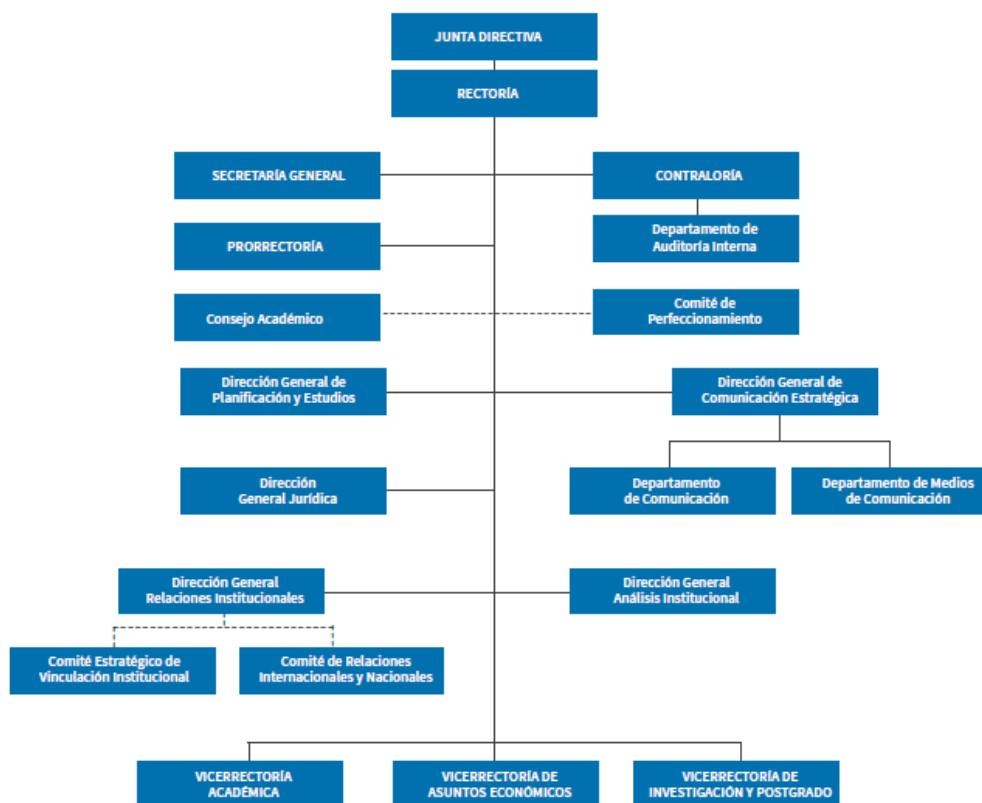 JUNTA DIRECTIVA
RECTORÍA
SECRETARÍA GENERAL
CONTRALORÍA
PRORRECTORÍA
Departamento de
Auditoría Interna
Consejo Académico
Comité de
Perfeccionamiento
Dirección General de
Planificación y Estudios
Dirección General de
Comunicación Estratégica
Dirección
General Jurídica
Departamento
de Comunicación
Departamento de Medios
de Comunicación
Dirección General
Relaciones Institucionales
Dirección General
Análisis Institucional
Comité Estratégico de
Vinculación Institucional
Comité de Relaciones
Internacionales y Nacionales
VICERRECTORÍA
ACADÉMICA
VICERRECTORÍA DE
ASUNTOS ECONÓMICOS
VICERRECTORÍA DE
INVESTIGACIÓN Y POSTGRADO